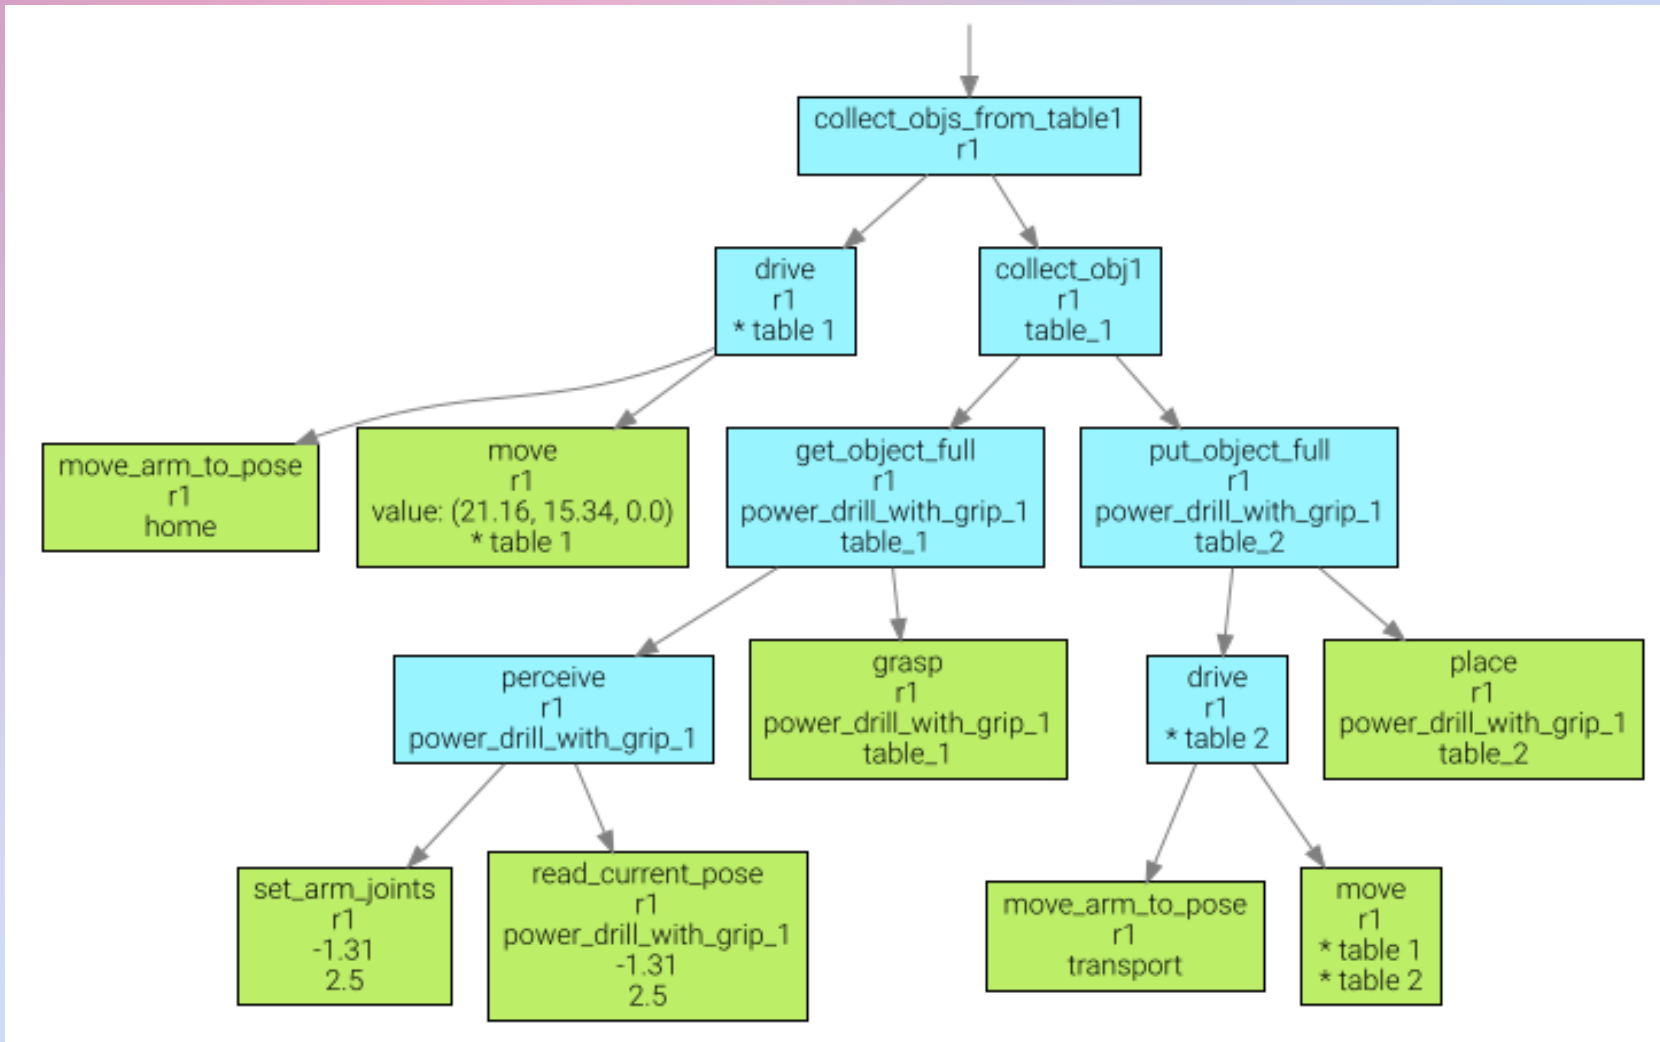 collect_objs_from_table1
r1
drive
r1
* table 1
collect_obj1
r1
table_1
move_arm_to_pose
r1
home
move
r1
value: (21.16, 15.34, 0.0)
* table 1
get_object_full
r1
power_drill_with_grip_1
table_1
put_object_full
r1
power_drill_with_grip_1
table_2
perceive
r1
power_drill_with_grip_1
grasp
r1
power_drill_with_grip_1
table_1
drive
r1
* table 2
place
r1
power_drill_with_grip_1
table_2
set_arm_joints
r1
-1.31
2.5
read_current_pose
r1
power_drill_with_grip_1
-1.31
2.5
move_arm_to_pose
r1
transport
move
r1
* table 1
* table 2